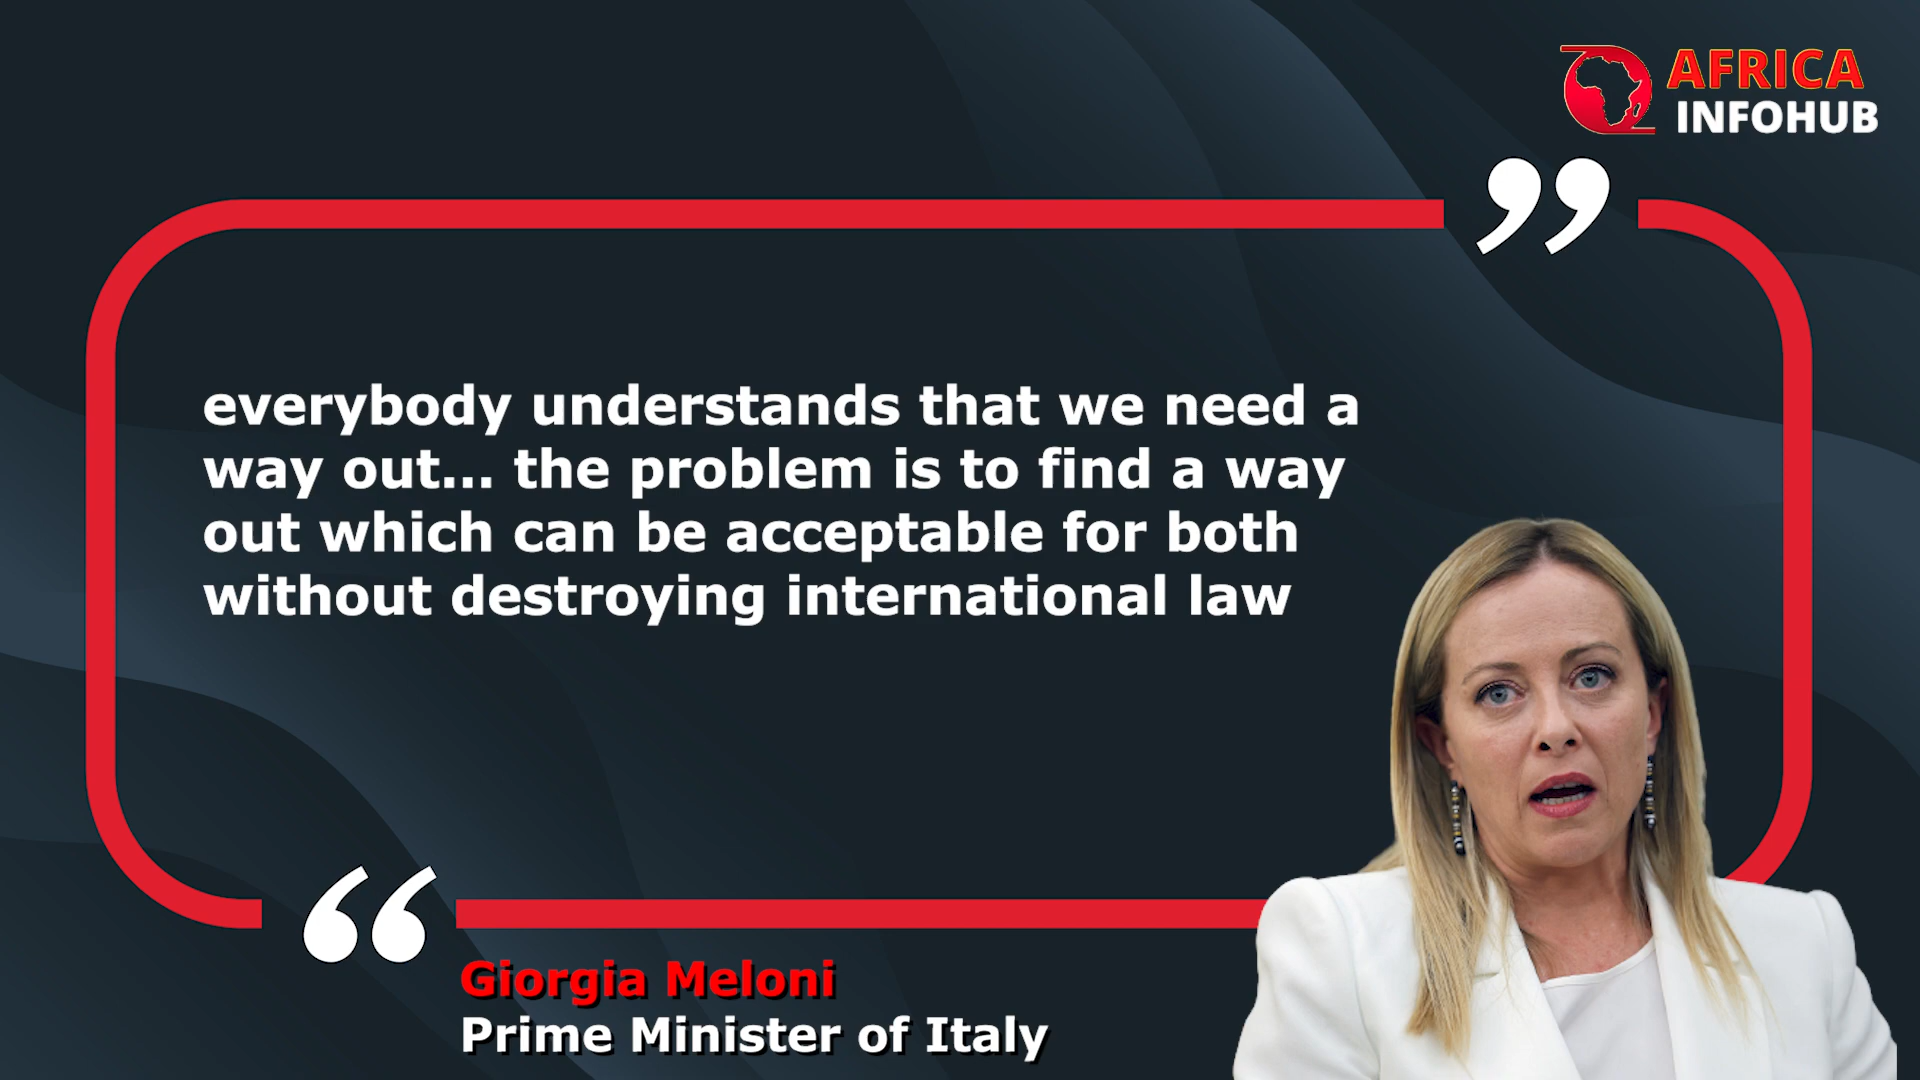 AFRICA
INFOHUB
”
everybody understands that we need a
way out... the problem is to find a way
out which can be acceptable for both
without destroying international law
“
Giorgia Meloni
Prime Minister of Italy